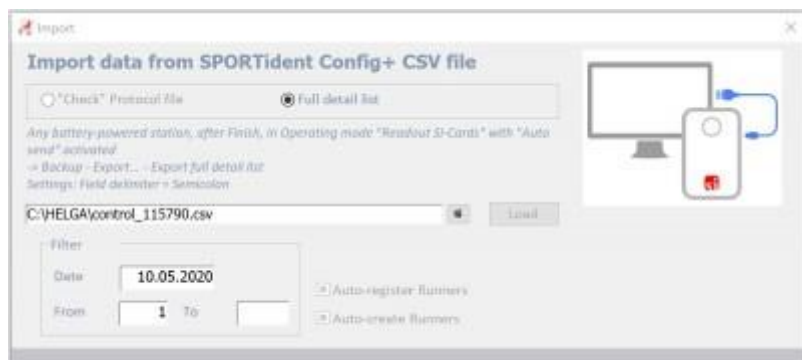 Import
Import data from SPORTident Config+ CSV file
"Check" Protocol file Full detail list
Any battery-powered station, after Finish, in Operating mode "Readout SI-Cards" with "Auto
send" activated
-> Backup - Export... - Export full detail list
Settings: Field delimiter = Semicolon
C:\HELGA\control_115790.csv Load
Filter
Date 10.05.2020
From 1 To
Auto-register Runners
Auto-create Runners